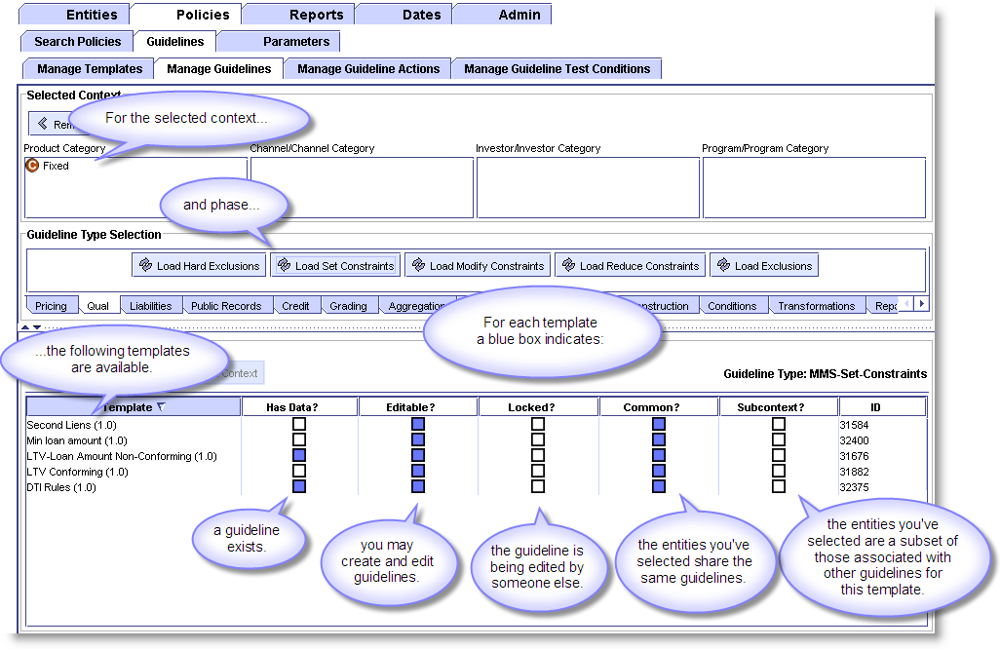 Entities Policies Reports Dates Admin
Search Policies Guidelines Parameters
Manage Templates Manage Guidelines Manage Guideline Actions Manage Guideline Test Conditions
Selected Context
For the selected context...
Product Category Channel/Channel Category Investor/Investor Category Program/Program Category
Fixed
and phase...
Guideline Type Selection
Load Hard Exclusions Load Set Constraints Load Modify Constraints Load Reduce Constraints Load Exclusions
Pricing Qual Liabilities Public Records Credit Grading Aggregation Conditions Transformations
For each template
a blue box indicates:
...the following templates
are available.
Context
Guideline Type: MMS-Set-Constraints
Template Has Data? Editable? Locked? Common? Subcontext? ID
Second Liens (1.0) 31584
Min loan amount (1.0) 32400
LTV-Loan Amount Non-Conforming (1.0) 31676
LTV Conforming (1.0) 31882
DTI Rules (1.0) 32375
a guideline
exists.
you may
create and edit
guidelines.
the guideline is
being edited by
someone else.
the entities you've
selected share the
same guidelines.
the entities you've
selected are a subset of
those associated with
other guidelines for
this template.